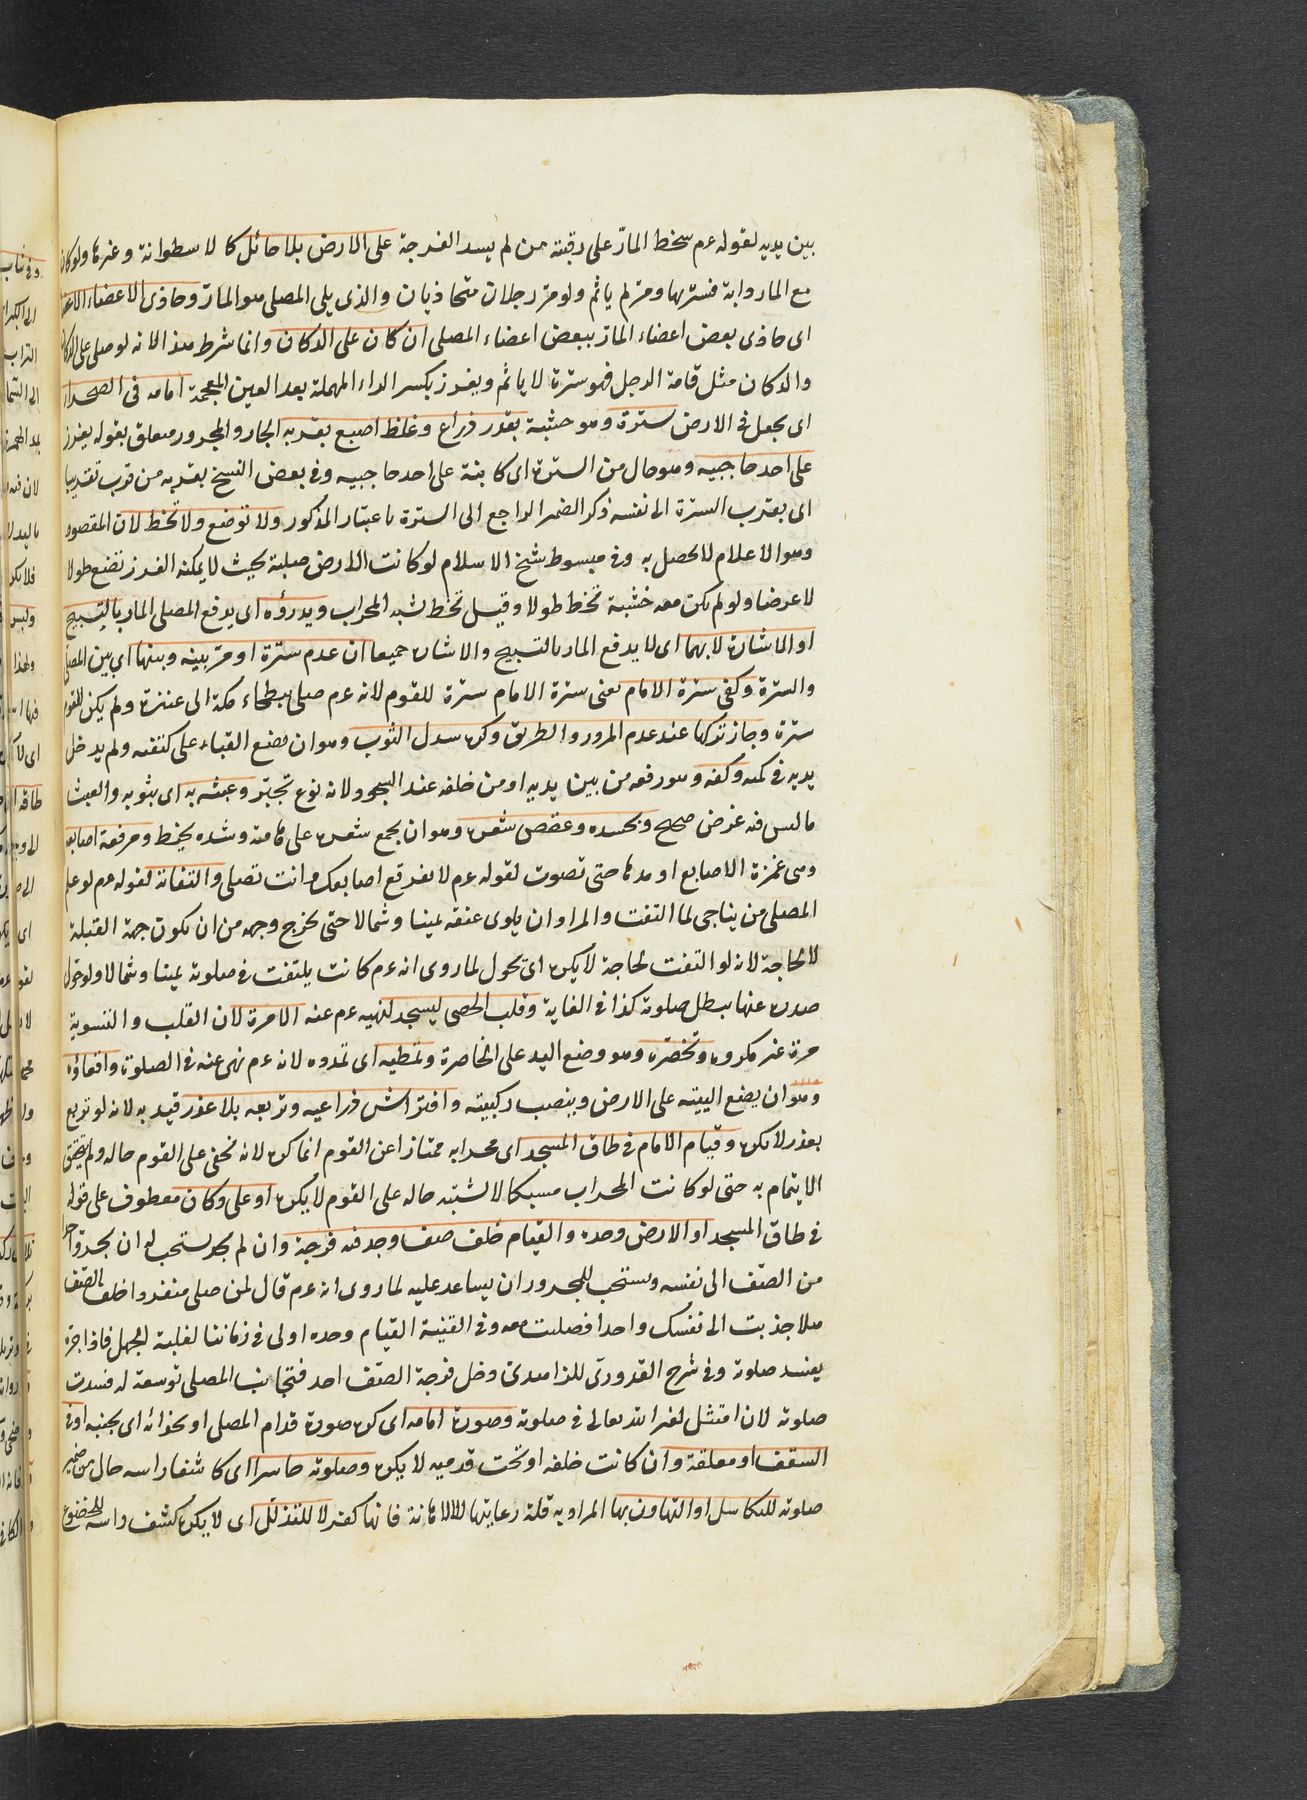 بين يديه لقوله عم سخط المارّ على رقبته من لم يسد الفرجة على الارض بلا حائل كالاسطوانة وغيرها ولو كان
مع المار دابة فسترتها ومرّ لم ياثم ولو مرّ رجلان متحاذيان والذى يلى المصلى هو المارّ وحاذى الاعضاء الاعضاء
اى حاذى بعض اعضاء المار ببعض اعضاء المصلى ان كان على الدكان وانما شرط هذا لانه لو صلى على الدكان
والدكان مثل قامة الرجل فهو سترة لا ياثم ويغرز بكسر الراء المهملة بعد الغين المعجمة امامه فى الصحراء
اى يجعل فى الارض سترة وهو خشبة بقدر ذراع وغلظ اصبع بقربه الجار والمجرور متعلق بقوله يغرز
على احد حاجبيه وهو حال من السترة اى كائنة على احد حاجبيه وفى بعض النسخ بقربه من قرب تقريبا
اى يقرب السترة الى نفسه ذكر الضمير الراجع الى السترة باعتبار المذكور ولا توضع ولا تخط لان المقصود
وهو الاعلام لا يحصل به وفى مبسوط شيخ الاسلام لو كانت الارض صلبة بحيث لا يمكنه الغرز تضع طولا
لا عرضا ولو لم يكن معه خشبة تخط طولا وقيل تخط شبه المحراب ويدرؤه اى يدفع المصلى المار بالتسبيح
او الاشارة لا بهما اى لا يدفع المار بالتسبيح والاشارة جميعا ان عدم سترة او مرّ بينه وبينها اى بين المصلى
والسترة وكفى سترة الامام يعنى سترة الامام سترة للقوم لانه عم صلى ببطحاء مكة الى عنزة ولم يكن للقوم
سترة وجاز تركها عند عدم المرور والطريق وكره سدل الثوب وهو ان يضع القباء على كتفه ولم يدخل
يديه فى كمه وكفه وهو رفعه من بين يديه او من خلفه عند السجود لانه نوع تجبّر وعبثه به اى بثوبه والعبث
ما ليس فيه غرض صحيح وبجسده وعقص شعره وهو ان يجمع شعره على هامته وشده بخيط وفرقعة اصابعه
وهى غمزة الاصابع او مدها حتى تصوت لقوله عم لا تفرقع اصابعك وانت تصلى والتفاته لقوله عم لو علم
المصلى من يناجى لما التفت والمراد ان يلوى عنقه يمينا وشمالا حتى يخرج وجهه من ان يكون جهة القبلة
لا لحاجة لانه لو التفت لحاجة لا يكره اى يحول لما روى انه عم كانت يلتفت فى صلوته يمينا وشمالا ولو حوّل
صدره عنها يبطل صلوته كذا فى الغاية وقلب الحصى ليسجد لنهيه عم عنه الا مرة لان القلب والتسوية
مرة غير مكروه وتخصّره وهو وضع اليد على الخاصرة وتمطيه اى تمدده لانه عم نهى عنه فى الصلوة واقعاؤه
وهو ان يضع اليتيه على الارض وينصب ركبتيه وافتراش ذراعيه وتربعه بلا عذر قيد به لانه لو تربع
بعذر لا يكره وقيام الامام فى طاق المسجد اى محرابه ممتازا عن القوم انما كره لانه يخفى على القوم حاله ولم يتحقق
الايتمام به حتى لو كانت المحراب مسبكا لا يشتبه حاله على القوم لا يكره او على دكان معطوف على قوله
فى طاق المسجد او الارض وحده والقيام خلف صف وجد فيه فرجة وان لم يجد يستحب له ان يجرّ واحدا
من الصّف الى نفسه ويستحب للمجرور ان يساعد عليه لما روى انه عم قال لمن صلى منفردا خلف الصّف
هلا جذبت الى نفسك واحدا فصليت معه وفى القنية القيام وحده اولى فى زماننا لغلبة الجهل فاذا جره
يفسد صلوته وفى شرح القدورى للزاهدى دخل فرجة الصّف احد فتجانب المصلى توسعة له فسدت
صلوته لان امتثل لغير الله تعالى فى صلوته وصورة امامه اى كره صورة قدام المصلى او بحذائه اى بجنبه او فى
السقف او معلقة وان كانت خلفه او تحت قدميه لا يكره وصلوته حاسرا اى كاشفا راسه حال من ضمير
صلوته للتكاسل او التهاون بها المراد به قلة رعايتها لا الاهانة فانها كفر لا للتذلّل اى لا يكره كشف راسه للخضوع